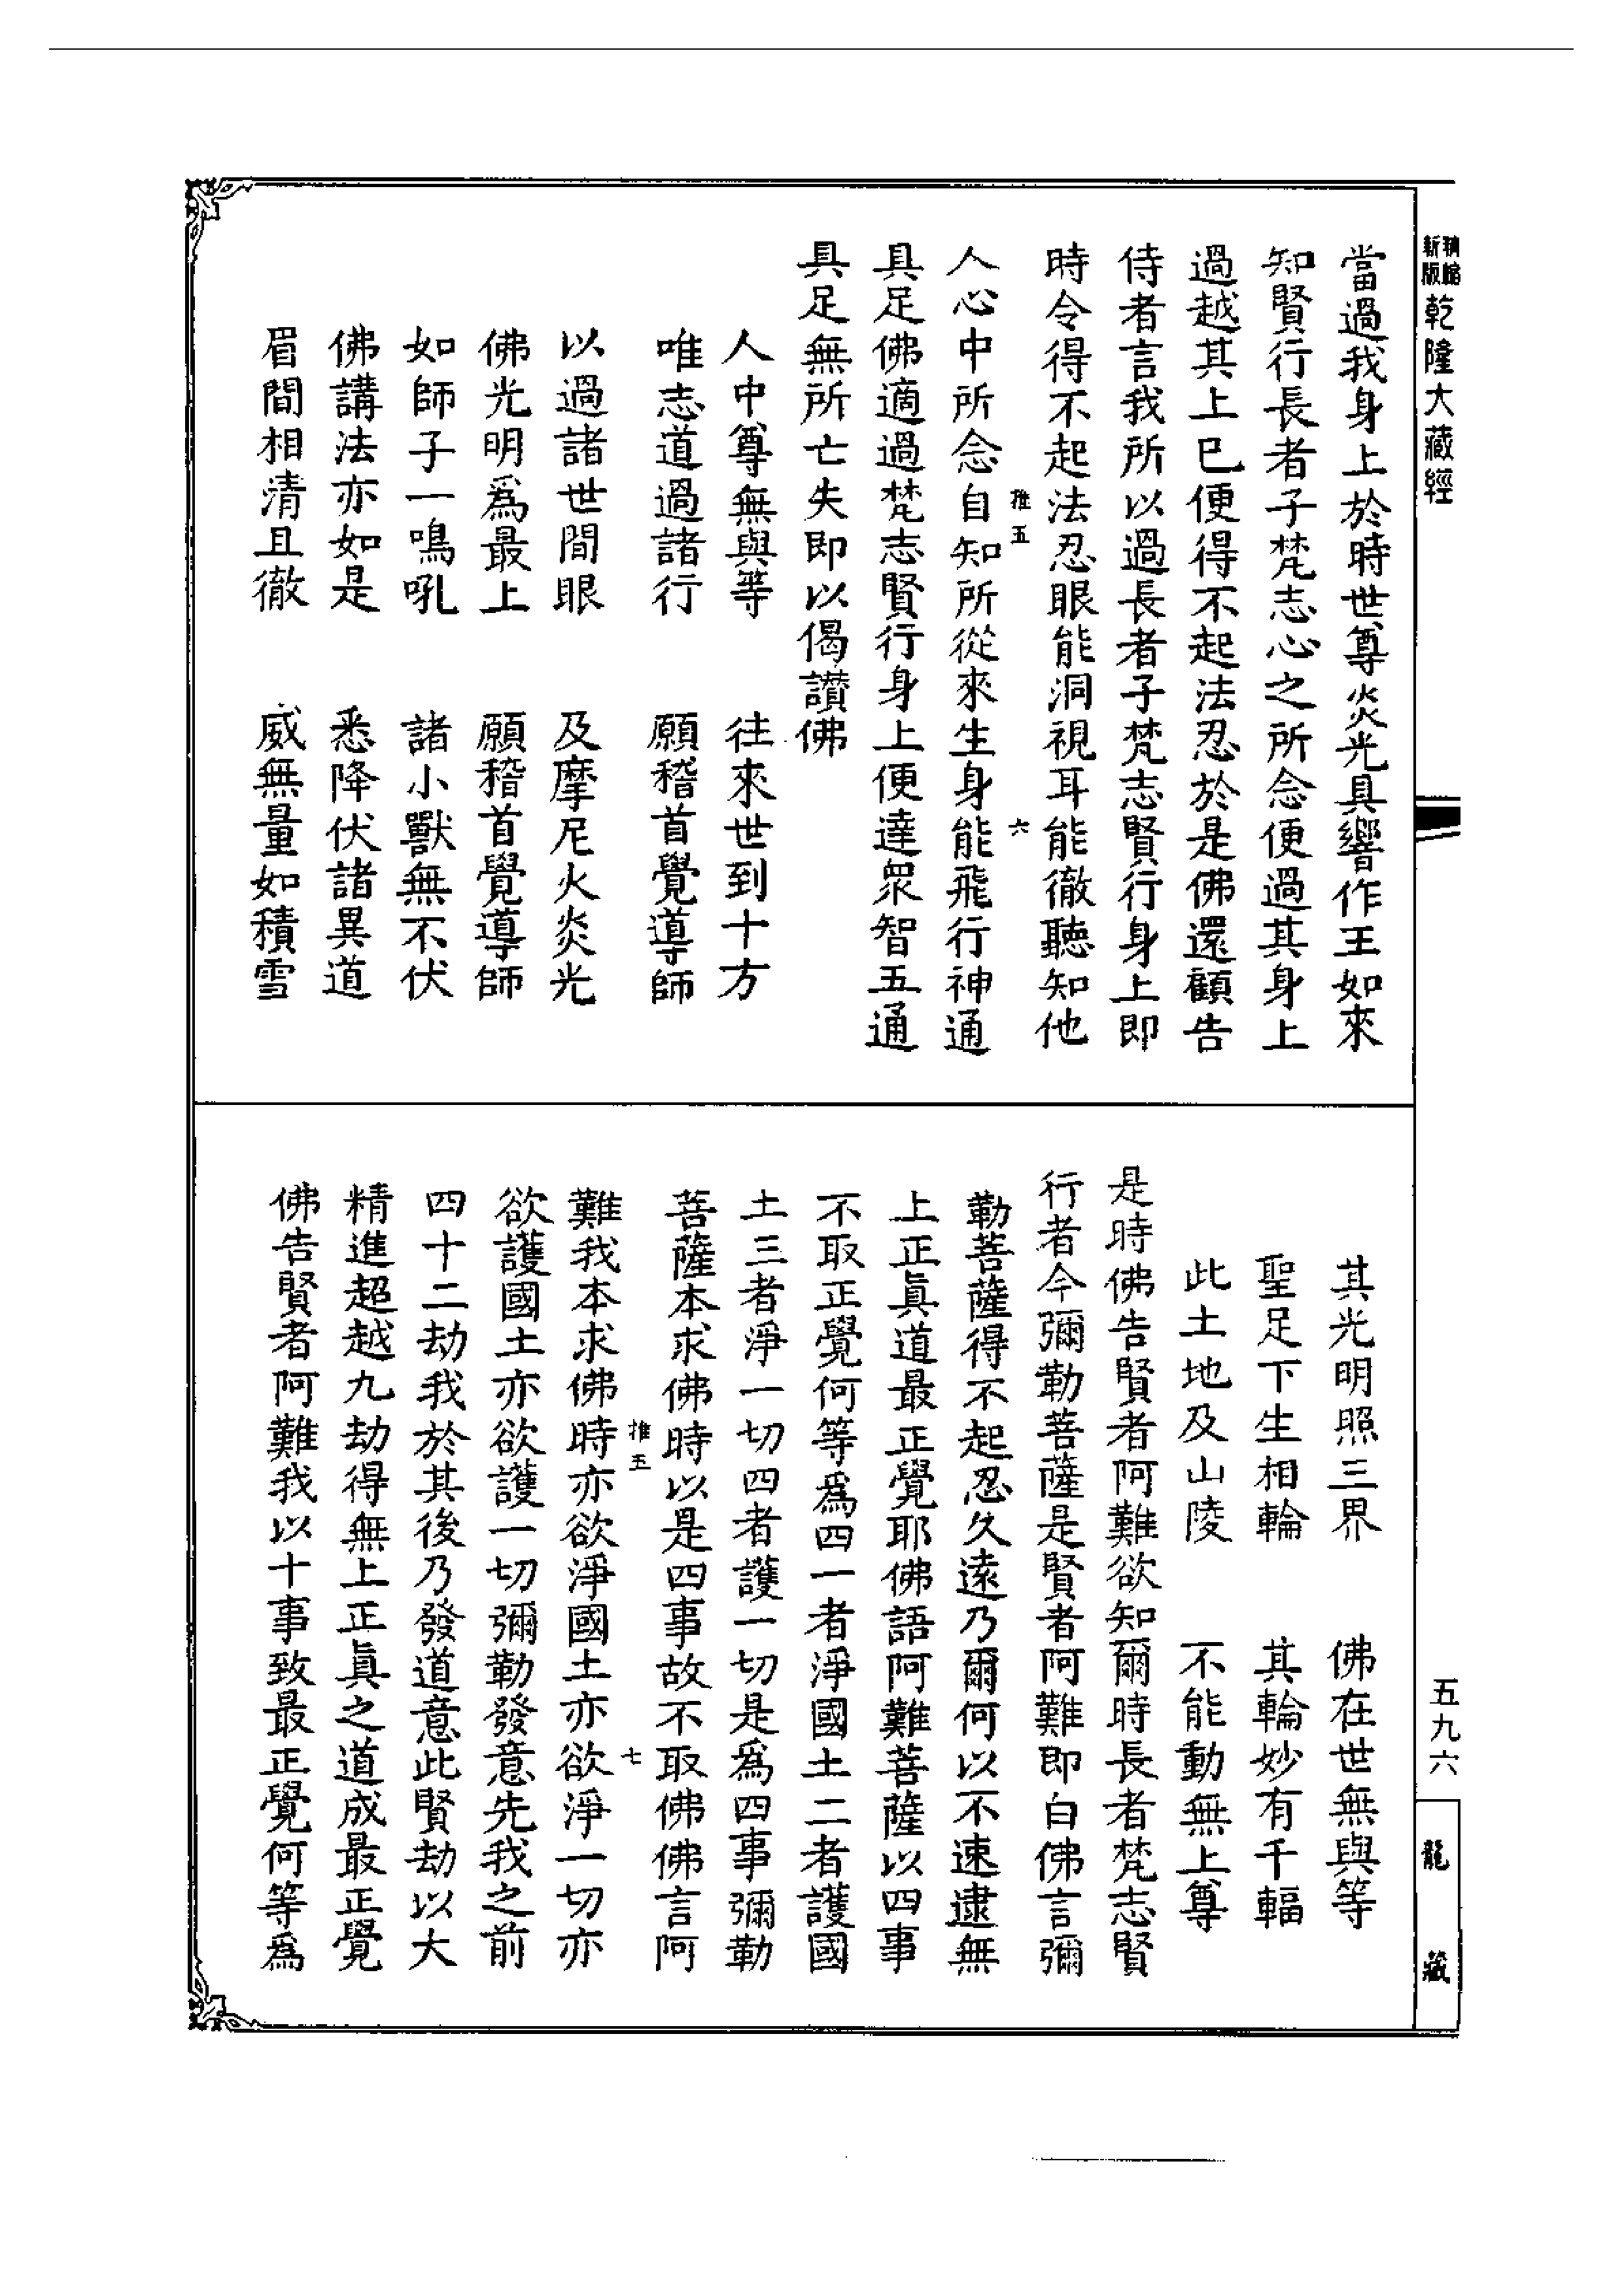 精縮新版乾隆大藏經
五九六
龍藏
當過我身上於時世尊炎光具響作王如來
知賢行長者子梵志心之所念便過其身上
過越其上已便得不起法忍於是佛還顧告
侍者言我所以過長者子梵志賢行身上即
時令得不起法忍眼能洞視耳能徹聽知他
推五 六
人心中所念自知所從來生身能飛行神通
具足佛適過梵志賢行身上便達眾智五通
具足無所亡失即以偈讚佛
人中尊無與等 往來世到十方
唯志道過諸行 願稽首覺導師
以過諸世間眼 及摩尼火炎光
佛光明為最上 願稽首覺導師
如師子一鳴吼 諸小獸無不伏
佛講法亦如是 悉降伏諸異道
眉間相清且徹 威無量如積雪
其光明照三界 佛在世無與等
聖足下生相輪 其輪妙有千輻
此土地及山陵 不能動無上尊
是時佛告賢者阿難欲知爾時長者梵志賢
行者今彌勒菩薩是賢者阿難即白佛言彌
勒菩薩得不起忍久遠乃爾何以不速逮無
上正真道最正覺耶佛語阿難菩薩以四事
不取正覺何等為四一者淨國土二者護國
土三者淨一切四者護一切是為四事彌勒
菩薩本求佛時以是四事故不取佛佛言阿
推五 七
難我本求佛時亦欲淨國土亦欲淨一切亦
欲護國土亦欲護一切彌勒發意先我之前
四十二劫我於其後乃發道意此賢劫以大
精進超越九劫得無上正真之道成最正覺
佛告賢者阿難我以十事致最正覺何等為